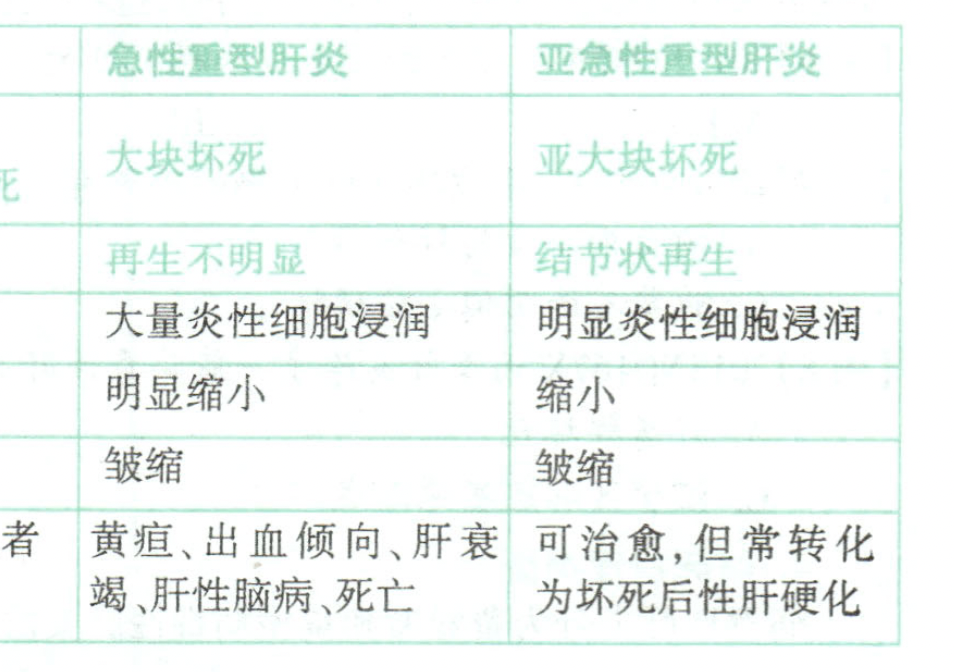 急性重型肝炎 亚急性重型肝炎
大块坏死 亚大块坏死
死
再生不明显 结节状再生
大量炎性细胞浸润 明显炎性细胞浸润
明显缩小 缩小
皱缩 皱缩
者 黄疸、出血倾向、肝衰 可治愈,但常转化
竭、肝性脑病、死亡 为坏死后性肝硬化